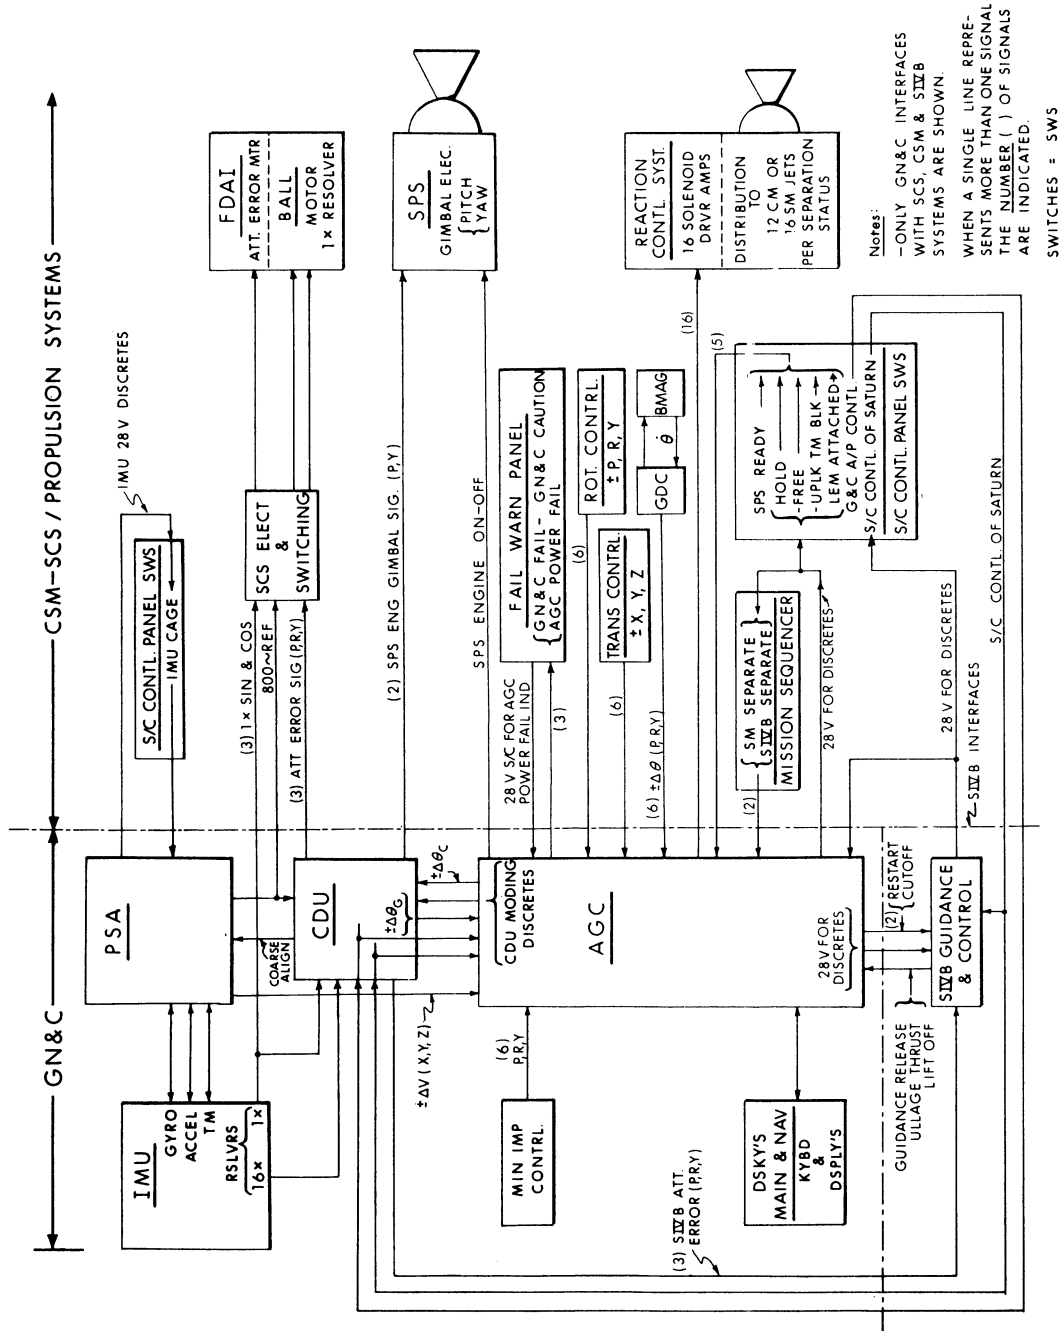 GN&C
CSM-SCS / PROPULSION SYSTEMS
IMU
GYRO
ACCEL
TM
RSLVRS
16x 1x
PSA
COARSE
ALIGN
IMU 28V DISCRETES
S/C CONTL. PANEL SWS
IMU CAGE
(3) 1x SIN & COS
800~REF
(3) ATT ERROR SIG (P,R,Y)
SCS ELECT
&
SWITCHING
FDAI
ATT. ERROR MTR
BALL
MOTOR
1x RESOLVER
CDU
±Δθ_G
±Δθ_C
(2) SPS ENG GIMBAL SIG. (P,Y)
SPS ENGINE ON-OFF
SPS
GIMBAL ELEC.
{ PITCH
YAW
±ΔV (X,Y,Z)
CDU MODING
DISCRETES
AGC
28V FOR
DISCRETES
(6)
P,R,Y
MIN IMP
CONTRL.
DSKY'S
MAIN & NAV
KYBD
&
DSPLY'S
(3) SIVB ATT.
ERROR (P,R,Y)
28 V S/C FOR AGC
POWER FAIL IND
(3)
FAIL WARN PANEL
{ GN&C FAIL- GN&C CAUTION
AGC POWER FAIL
(6)
ROT. CONTRL.
± P, R, Y
(6)
TRANS CONTRL.
± X, Y, Z
(6) ±Δθ (P,R,Y)
GDC
θ̇
BMAG
(16)
REACTION
CONTL. SYST.
16 SOLENOID
DRVR AMPS
DISTRIBUTION
TO
12 CM OR
16 SM JETS
PER SEPARATION
STATUS
(5)
(2)
{ SM SEPARATE
SIVB SEPARATE }
MISSION SEQUENCER
28 V FOR DISCRETES
SPS READY
HOLD
-FREE
-UPLK TM BLK
LEM ATTACHED
G&C A/P CONTL.
S/C CONTL OF SATURN
S/C CONTL PANEL SWS
28V FOR DISCRETES
S/C CONTL OF SATURN
SIVB INTERFACES
(2) { RESTART
CUTOFF
SIVB GUIDANCE
& CONTROL
GUIDANCE RELEASE
ULLAGE THRUST
LIFT OFF
Notes:
-ONLY GN&C INTERFACES
WITH SCS, CSM & SIVB
SYSTEMS ARE SHOWN.
WHEN A SINGLE LINE REPRE-
SENTS MORE THAN ONE SIGNAL
THE NUMBER ( ) OF SIGNALS
ARE INDICATED.
SWITCHES = SWS